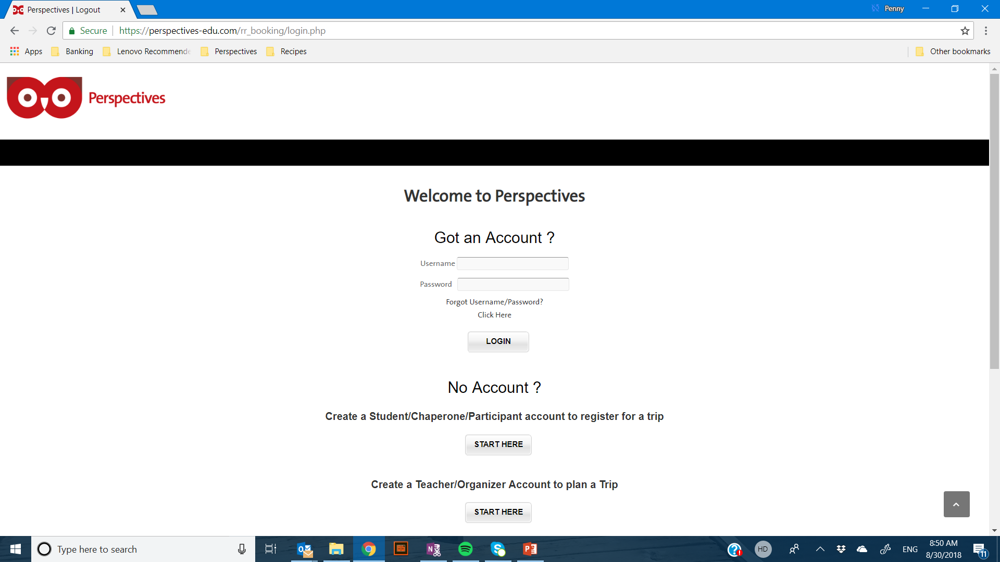 Perspectives | Logout
Penny
Secure
https://perspectives-edu.com/rr_booking/login.php
Apps
Banking
Lenovo Recommende
Perspectives
Recipes
Other bookmarks
Perspectives
Welcome to Perspectives
Got an Account ?
Username
Password
Forgot Username/Password?
Click Here
LOGIN
No Account ?
Create a Student/Chaperone/Participant account to register for a trip
START HERE
Create a Teacher/Organizer Account to plan a Trip
START HERE
Type here to search
HD
ENG
8:50 AM
8/30/2018
11